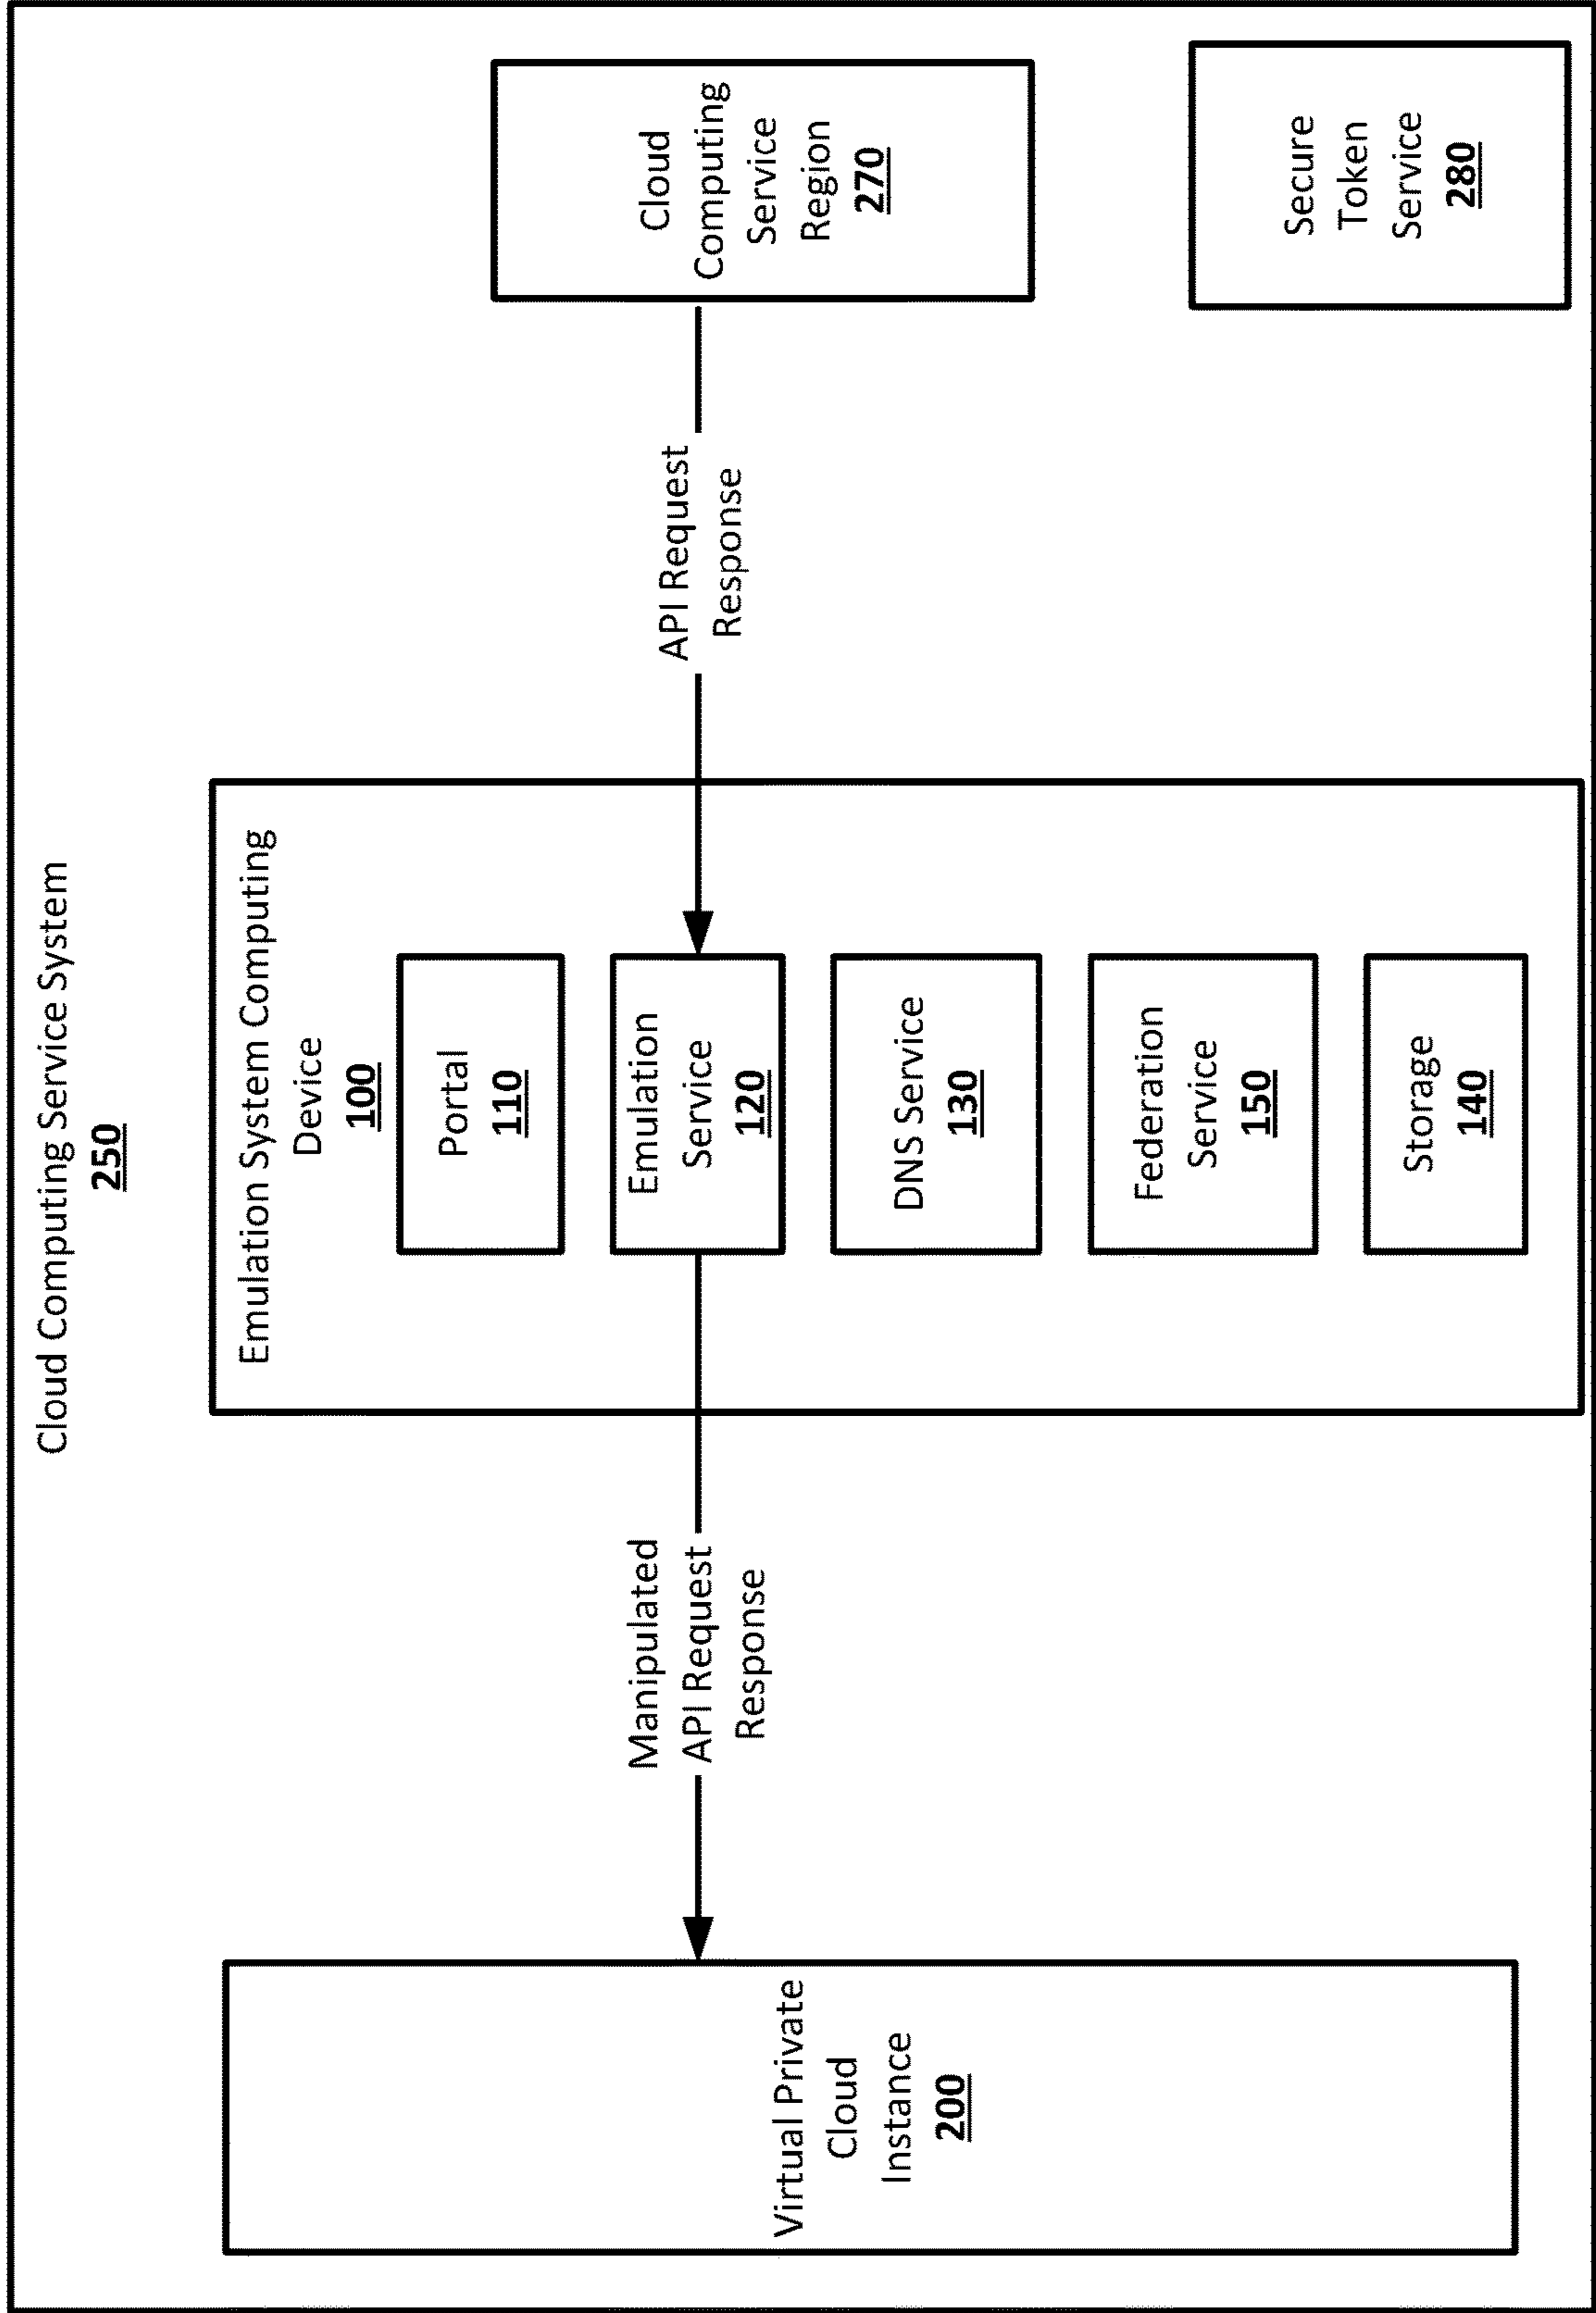 Cloud Computing Service System
250
Virtual Private
Cloud
Instance
200
Manipulated
API Request
Response
Emulation System Computing
Device
100
Portal
110
Emulation
Service
120
DNS Service
130
Federation
Service
150
Storage
140
API Request
Response
Cloud
Computing
Service
Region
270
Secure
Token
Service
280